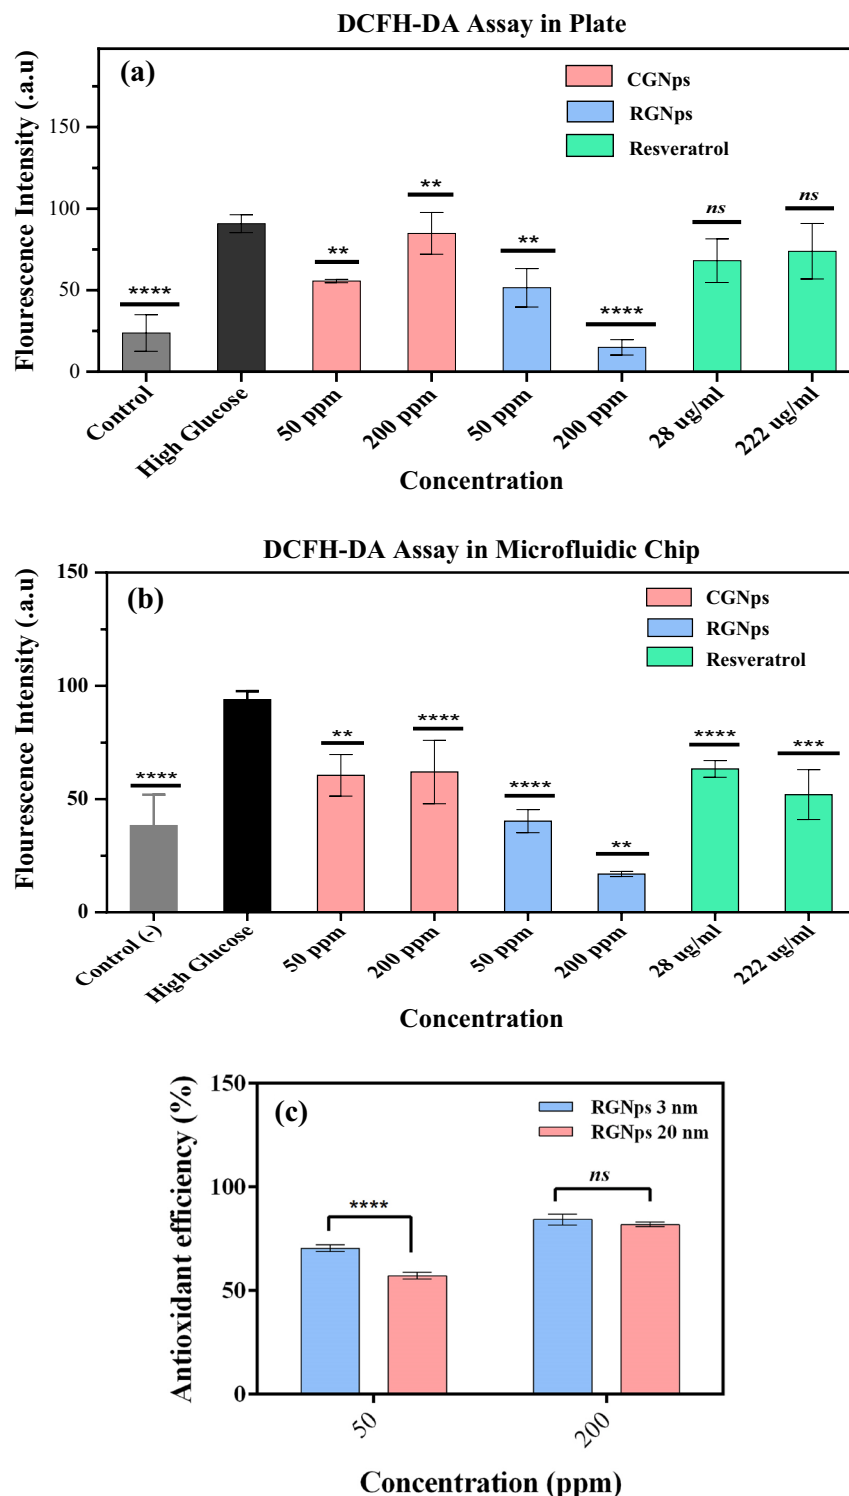 DCFH-DA Assay in Plate
(a)
CGNps
RGNps
Resveratrol
Flourescence Intensity (.a.u)
150
100
50
0
****
**
**
**
****
ns
ns
Control
High Glucose
50 ppm
200 ppm
50 ppm
200 ppm
28 ug/ml
222 ug/ml
Concentration
DCFH-DA Assay in Microfluidic Chip
(b)
CGNps
RGNps
Resveratrol
Flourescence Intensity (.a.u)
150
100
50
0
****
**
****
****
**
****
***
Control (-)
High Glucose
50 ppm
200 ppm
50 ppm
200 ppm
28 ug/ml
222 ug/ml
Concentration
(c)
RGNps 3 nm
RGNps 20 nm
Antioxidant efficiency (%)
150
100
50
0
****
ns
50
200
Concentration (ppm)